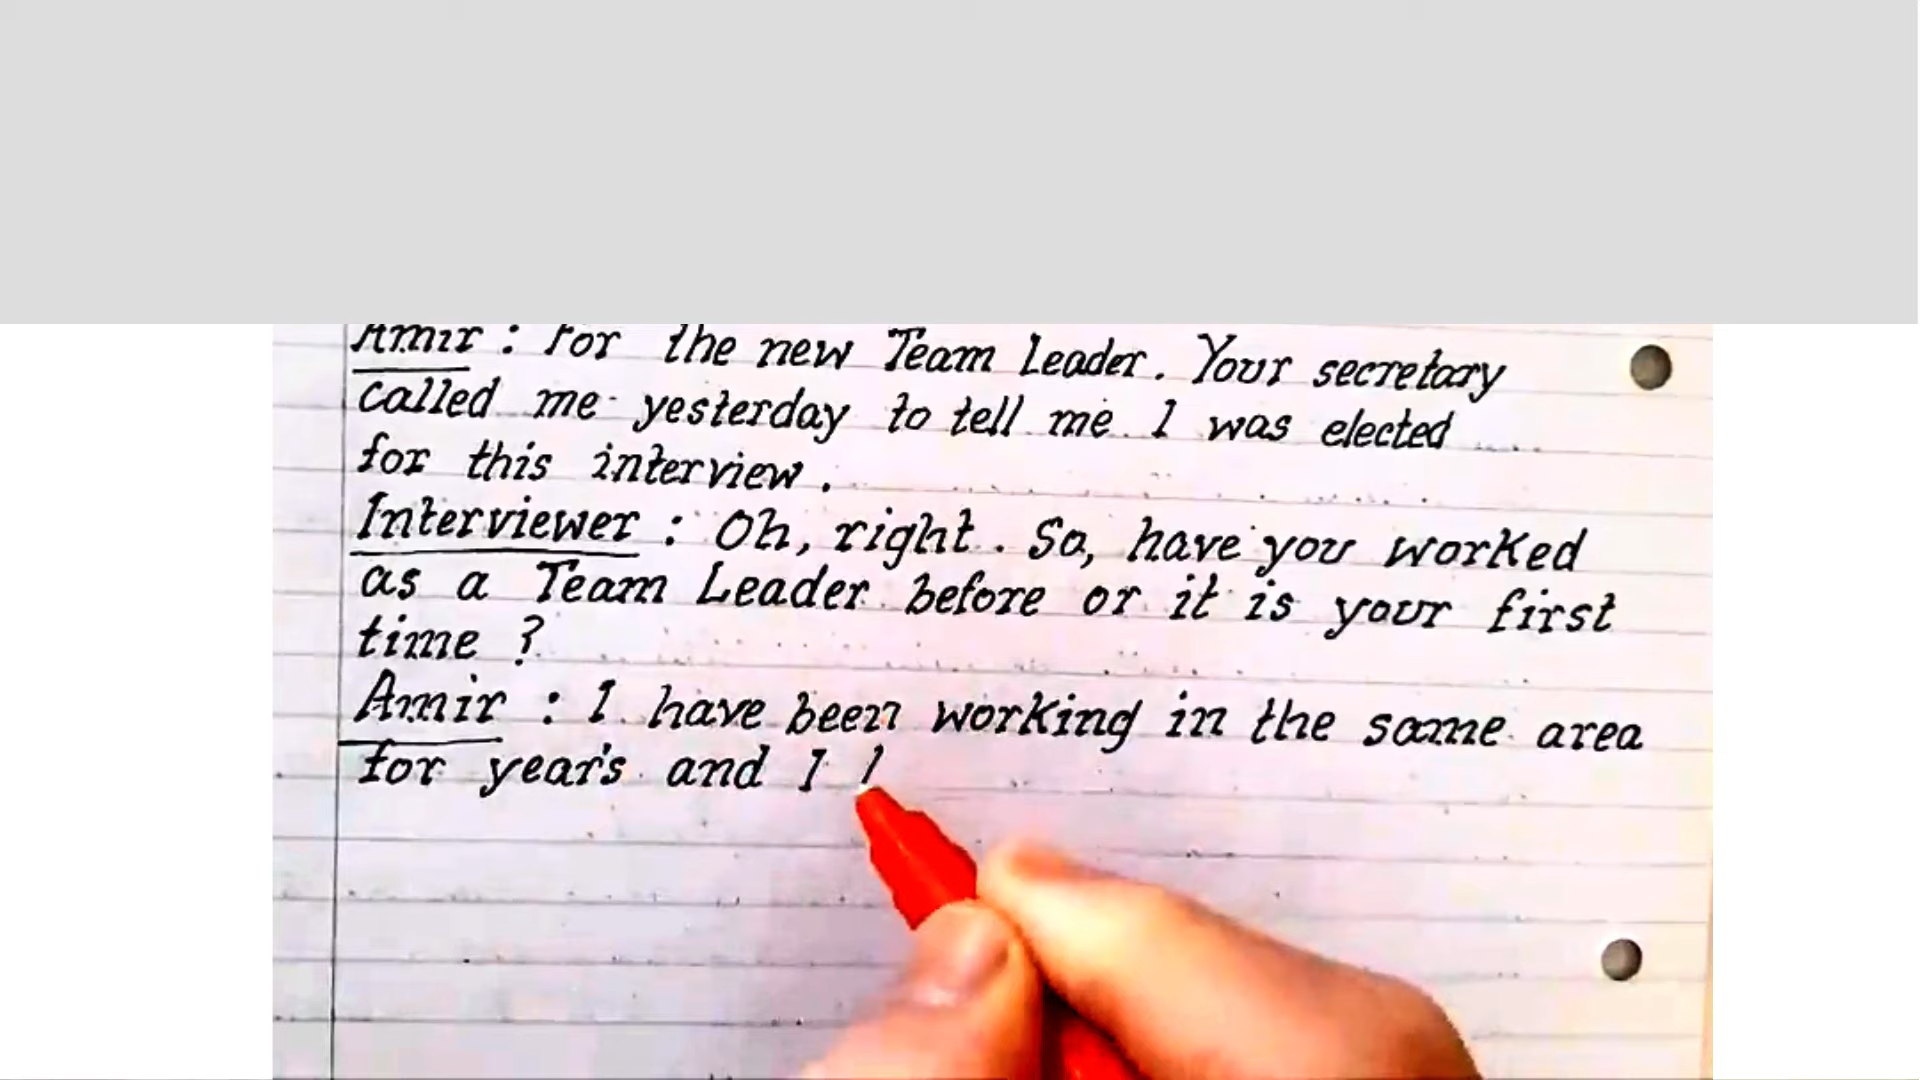 Amir : For the new Team Leader. Your secretary
called me yesterday to tell me I was elected
for this interview.
Interviewer : Oh, right. So, have you worked
as a Team Leader before or it is your first
time ?
Amir : I have been working in the same area
for years and I